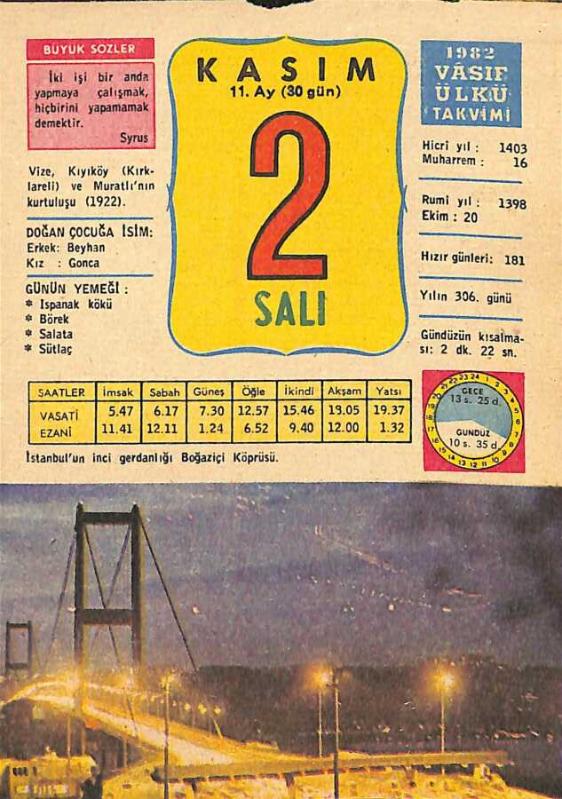 BÜYÜK SÖZLER
İki işi bir anda
yapmaya çalışmak,
hiçbirini yapamamak
demektir.
Syrus
Vize, Kıyıköy (Kırk-
lareli) ve Muratlı'nın
kurtuluşu (1922).
DOĞAN ÇOCUĞA İSİM:
Erkek: Beyhan
Kız : Gonca
GÜNÜN YEMEĞİ :
* Ispanak kökü
* Börek
* Salata
* Sütlaç
KASIM
11. Ay (30 gün)
2
SALI
1982
VÂSIF
ÜLKÜ
TAKVİMİ
Hicri yıl : 1403
Muharrem : 16
Rumi yıl : 1398
Ekim : 20
Hızır günleri: 181
Yılın 306. günü
Gündüzün kısalma-
sı: 2 dk. 22 sn.
SAATLER İmsak Sabah Güneş Öğle İkindi Akşam Yatsı
VASATİ 5.47 6.17 7.30 12.57 15.46 19.05 19.37
EZANİ 11.41 12.11 1.24 6.52 9.40 12.00 1.32
GECE
13 s. 25 d.
GÜNDÜZ
10 s. 35 d.
İstanbul'un inci gerdanlığı Boğaziçi Köprüsü.